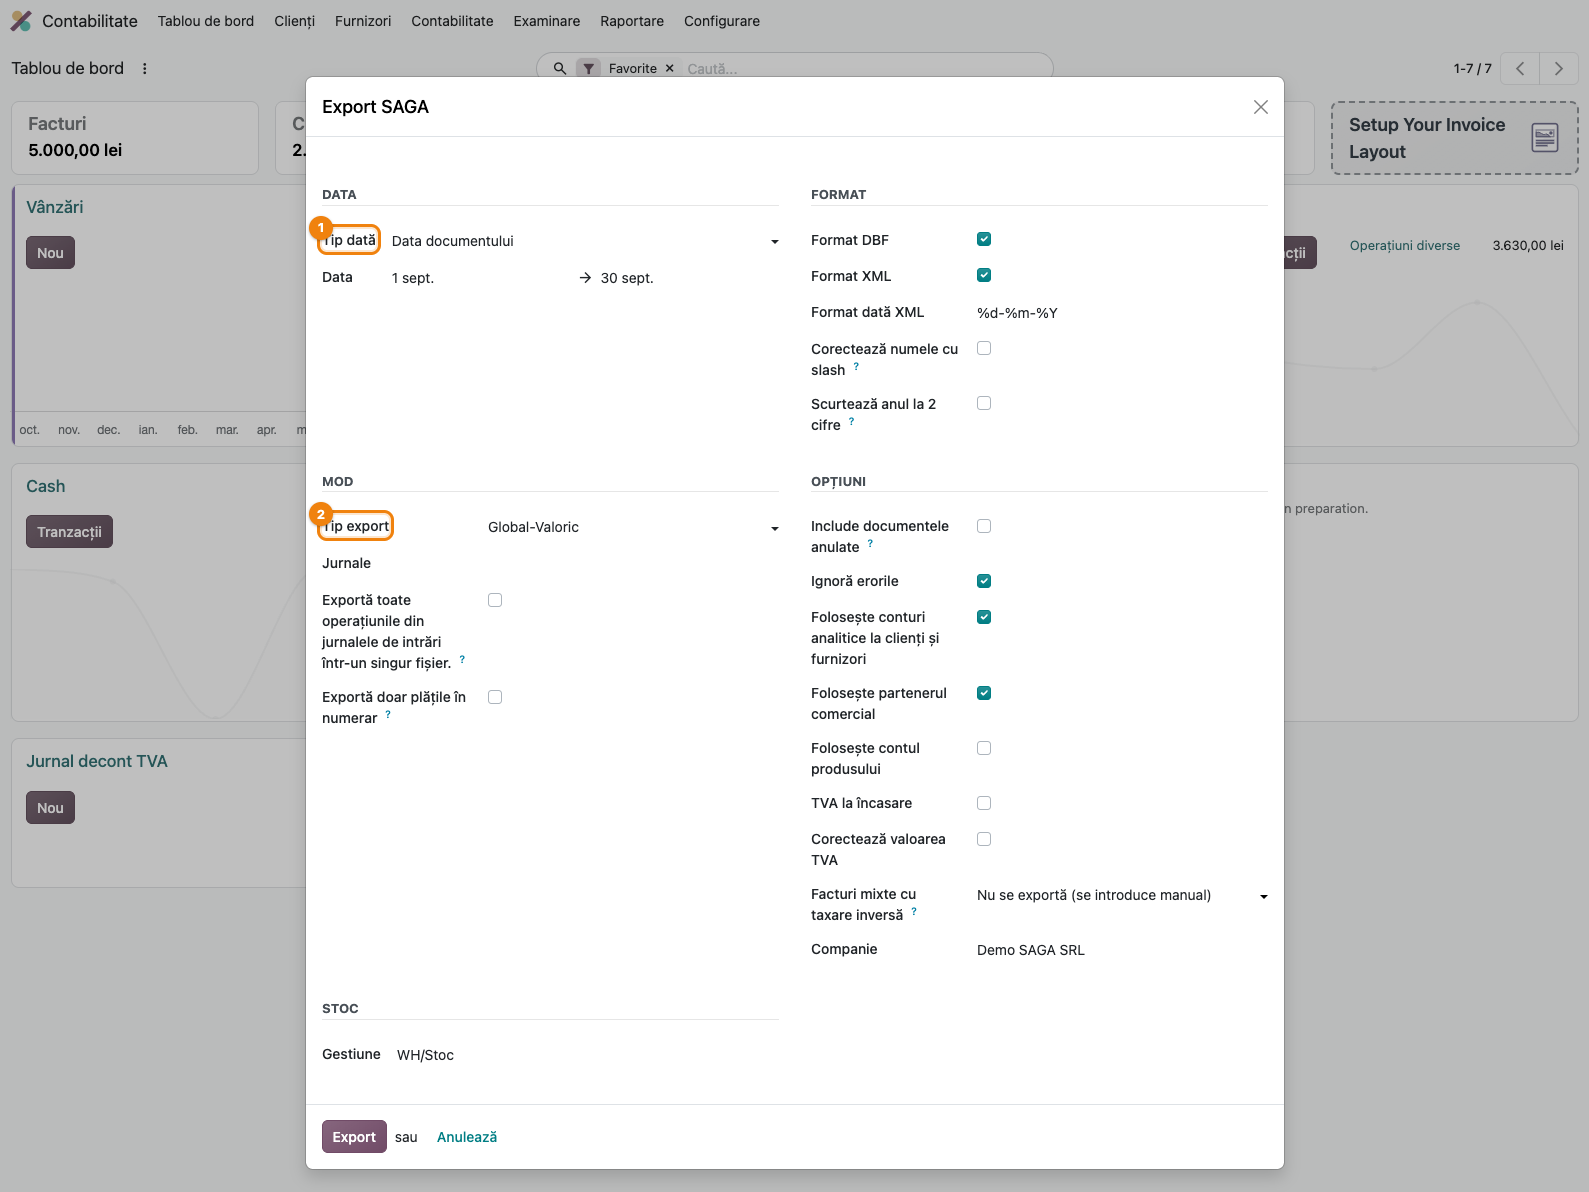 Contabilitate Tablou de bord Clienți Furnizori Contabilitate Examinare Raportare Configurare
Tablou de bord
Favorite Caută...
1-7 / 7
Facturi
5.000,00 lei
C
2.
Setup Your Invoice
Layout
Vânzări
Nou
oct. nov. dec. ian. feb. mar. apr. m
cții
Operațiuni diverse 3.630,00 lei
Cash
Tranzacții
n preparation.
Jurnal decont TVA
Nou
Export SAGA
DATA
1
Tip dată Data documentului
Data 1 sept. → 30 sept.
FORMAT
Format DBF
Format XML
Format dată XML %d-%m-%Y
Corectează numele cu
slash ?
Scurtează anul la 2
cifre ?
MOD
2
Tip export Global-Valoric
Jurnale
Exportă toate
operațiunile din
jurnalele de intrări
într-un singur fișier. ?
Exportă doar plățile în
numerar ?
OPȚIUNI
Include documentele
anulate ?
Ignoră erorile
Folosește conturi
analitice la clienți și
furnizori
Folosește partenerul
comercial
Folosește contul
produsului
TVA la încasare
Corectează valoarea
TVA
Facturi mixte cu
taxare inversă ?
Nu se exportă (se introduce manual)
Companie Demo SAGA SRL
STOC
Gestiune WH/Stoc
Export sau Anulează